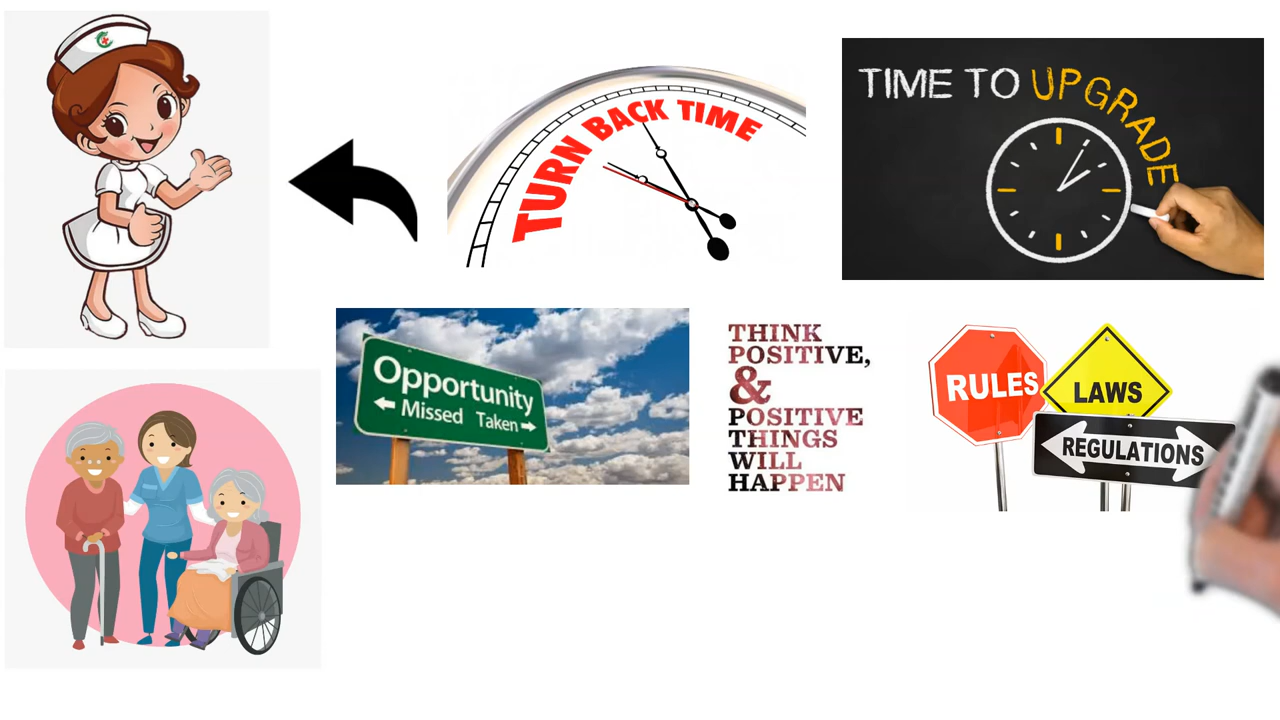 TURN BACK TIME
TIME TO UPGRADE
Opportunity
Missed Taken
THINK
POSITIVE,
&
POSITIVE
THINGS
WILL
HAPPEN
RULES
LAWS
REGULATIONS